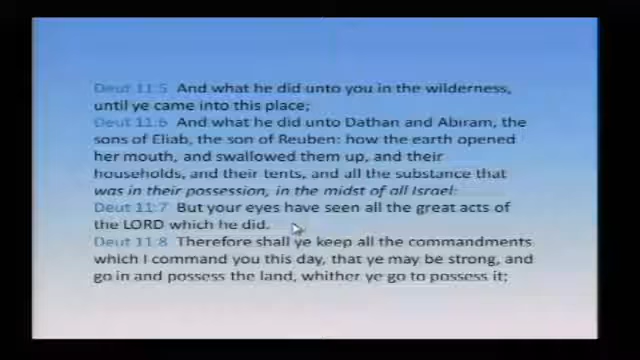 Deut 11:5 And what he did unto you in the wilderness,
until ye came into this place;
Deut 11:6 And what he did unto Dathan and Abiram, the
sons of Eliab, the son of Reuben: how the earth opened
her mouth, and swallowed them up, and their
households, and their tents, and all the substance that
was in their possession, in the midst of all Israel:
Deut 11:7 But your eyes have seen all the great acts of
the LORD which he did.
Deut 11:8 Therefore shall ye keep all the commandments
which I command you this day, that ye may be strong, and
go in and possess the land, whither ye go to possess it;